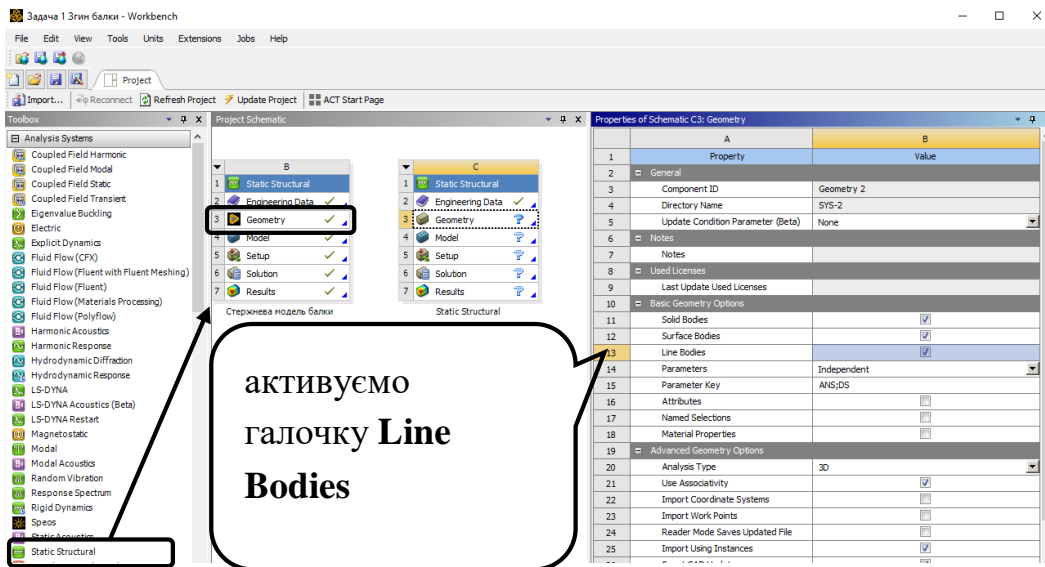 Задача 1 Згин балки - Workbench
File Edit View Tools Units Extensions Jobs Help
Project
Import... Reconnect Refresh Project Update Project ACT Start Page
Toolbox
Analysis Systems
Coupled Field Harmonic
Coupled Field Modal
Coupled Field Static
Coupled Field Transient
Eigenvalue Buckling
Electric
Explicit Dynamics
Fluid Flow (CFX)
Fluid Flow (Fluent with Fluent Meshing)
Fluid Flow (Fluent)
Fluid Flow (Materials Processing)
Fluid Flow (Polyflow)
Harmonic Acoustics
Harmonic Response
Hydrodynamic Diffraction
Hydrodynamic Response
LS-DYNA
LS-DYNA Acoustics (Beta)
LS-DYNA Restart
Magnetostatic
Modal
Modal Acoustics
Random Vibration
Response Spectrum
Rigid Dynamics
Speos
Static Acoustics
Static Structural
Project Schematic
B
1 Static Structural
2 Engineering Data
3 Geometry
4 Model
5 Setup
6 Solution
7 Results
Стержнева модель балки
C
1 Static Structural
2 Engineering Data
3 Geometry
4 Model
5 Setup
6 Solution
7 Results
Static Structural
активуємо
галочку Line
Bodies
Properties of Schematic C3: Geometry
A B
1 Property Value
2 General
3 Component ID Geometry 2
4 Directory Name SYS-2
5 Update Condition Parameter (Beta) None
6 Notes
7 Notes
8 Used Licenses
9 Last Update Used Licenses
10 Basic Geometry Options
11 Solid Bodies
12 Surface Bodies
13 Line Bodies
14 Parameters Independent
15 Parameter Key ANS;DS
16 Attributes
17 Named Selections
18 Material Properties
19 Advanced Geometry Options
20 Analysis Type 3D
21 Use Associativity
22 Import Coordinate Systems
23 Import Work Points
24 Reader Mode Saves Updated File
25 Import Using Instances